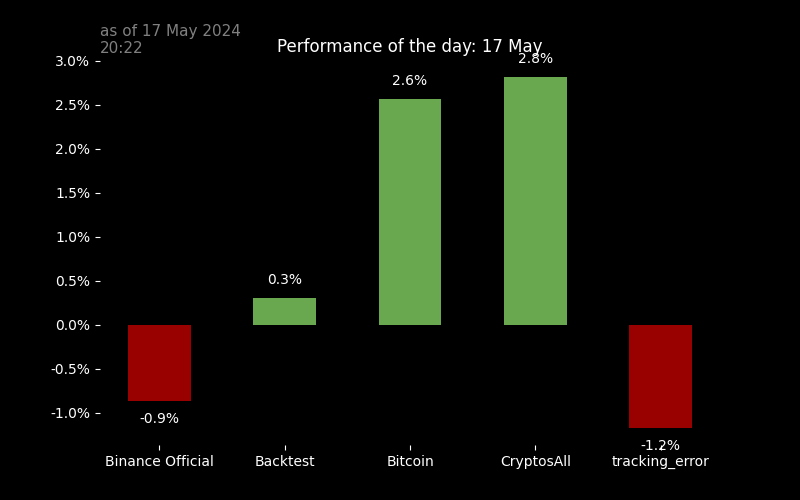 as of 17 May 2024
20:22
Performance of the day: 17 May
3.0%
2.5%
2.0%
1.5%
1.0%
0.5%
0.0%
-0.5%
-1.0%
-0.9%
0.3%
2.6%
2.8%
-1.2%
Binance Official
Backtest
Bitcoin
CryptosAll
tracking_error